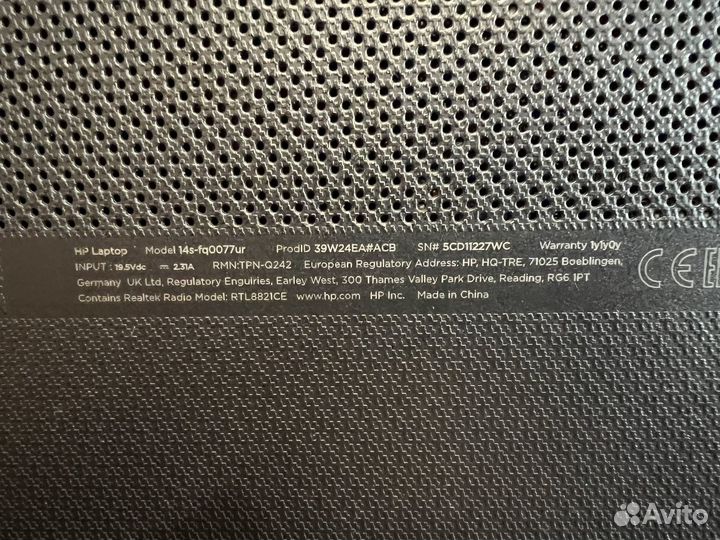 HP Laptop Model 14s-fq0077ur ProdID 39W24EA#ACB SN# 5CD11227WC Warranty 1y1y0y
INPUT: 19.5Vdc ⎓ 2.31A RMN:TPN-Q242 European Regulatory Address: HP, HQ-TRE, 71025 Boeblingen,
Germany UK Ltd, Regulatory Enquiries, Earley West, 300 Thames Valley Park Drive, Reading, RG6 1PT
Contains Realtek Radio Model: RTL8821CE www.hp.com HP Inc. Made in China
CE EAC
Avito